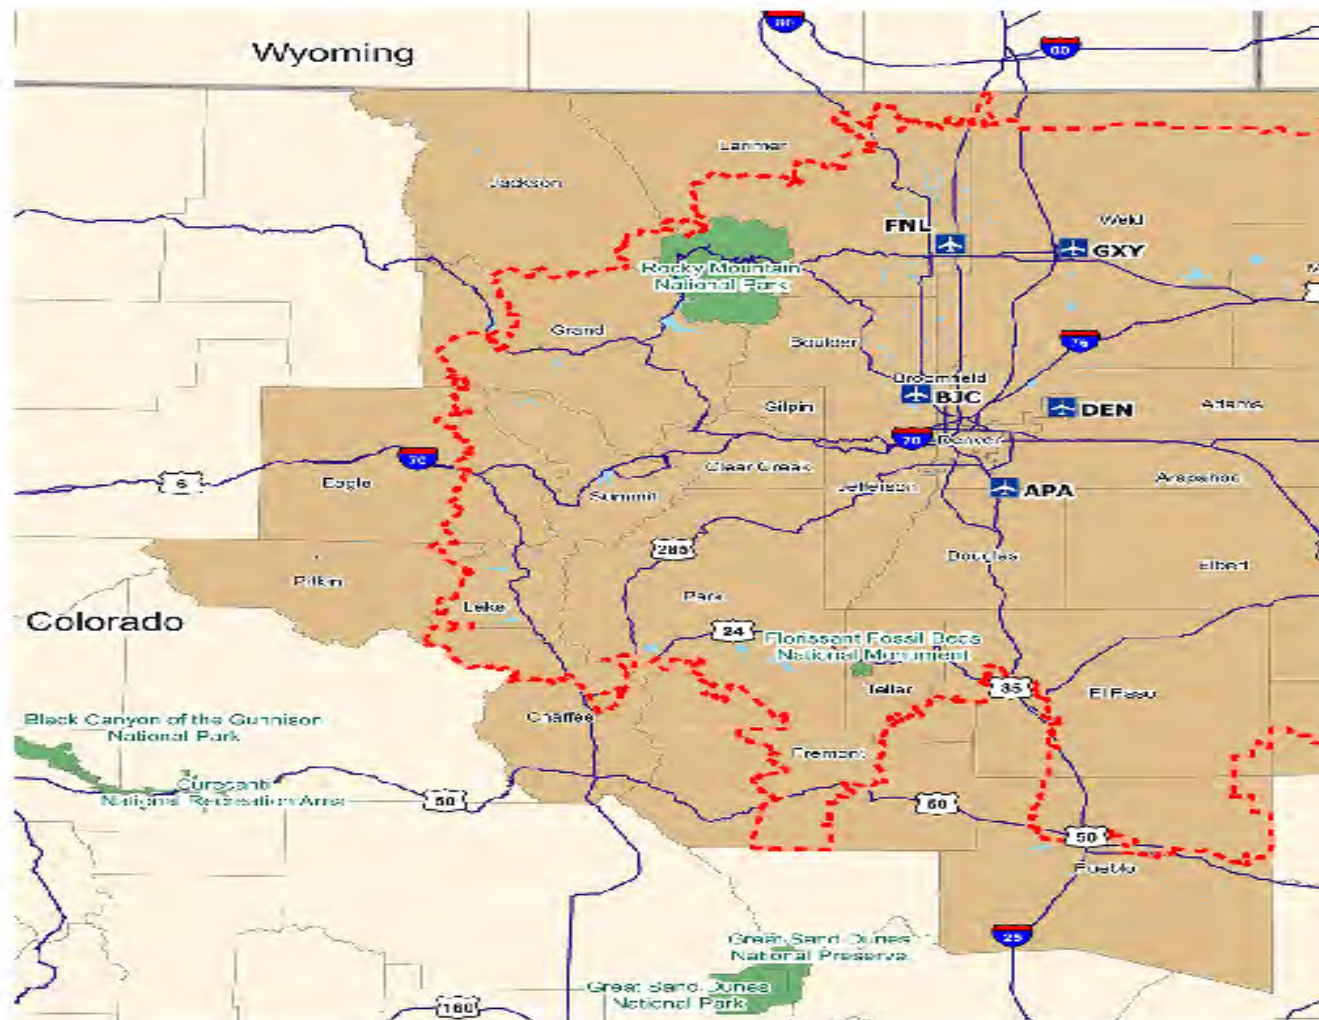 80
Wyoming
80
Larimer
Jackson
Weld
FNL
GXY
Rocky Mountain
National Park
Grand
Boulder
76
Broomfield
BJC
DEN
Gilpin
Adams
70
Denver
70
Clear Creek
Eagle
6
Summit
Jefferson
Arapahoe
APA
285
Douglas
Elbert
Pitkin
Park
Lake
Colorado
24
Florissant Fossil Beds
National Monument
85
Teller
El Paso
Chaffee
Black Canyon of the Gunnison
National Park
Fremont
Curecanti
National Recreation Area
50
50
50
Pueblo
25
Great Sand Dunes
National Preserve
Great Sand Dunes
National Park
160